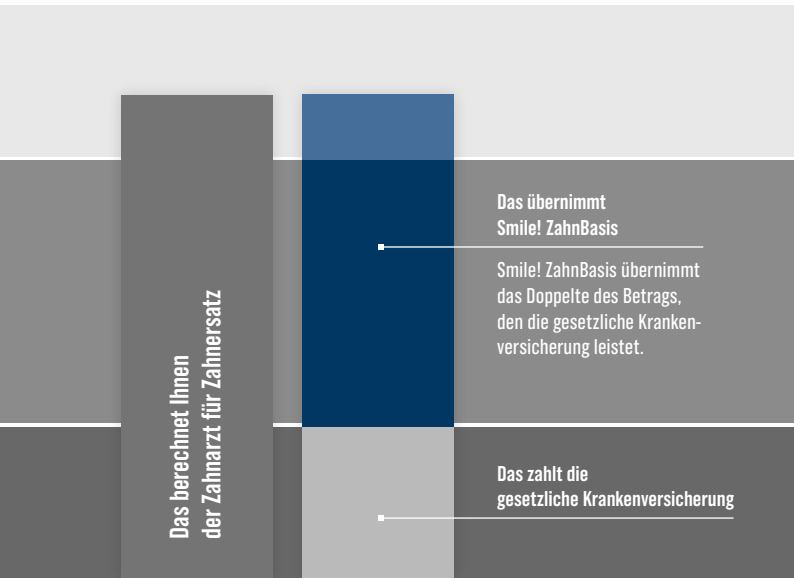 Das berechnet Ihnen
der Zahnarzt für Zahnersatz
Das übernimmt
Smile! ZahnBasis
Smile! ZahnBasis übernimmt
das Doppelte des Betrags,
den die gesetzliche Kranken-
versicherung leistet.
Das zahlt die
gesetzliche Krankenversicherung